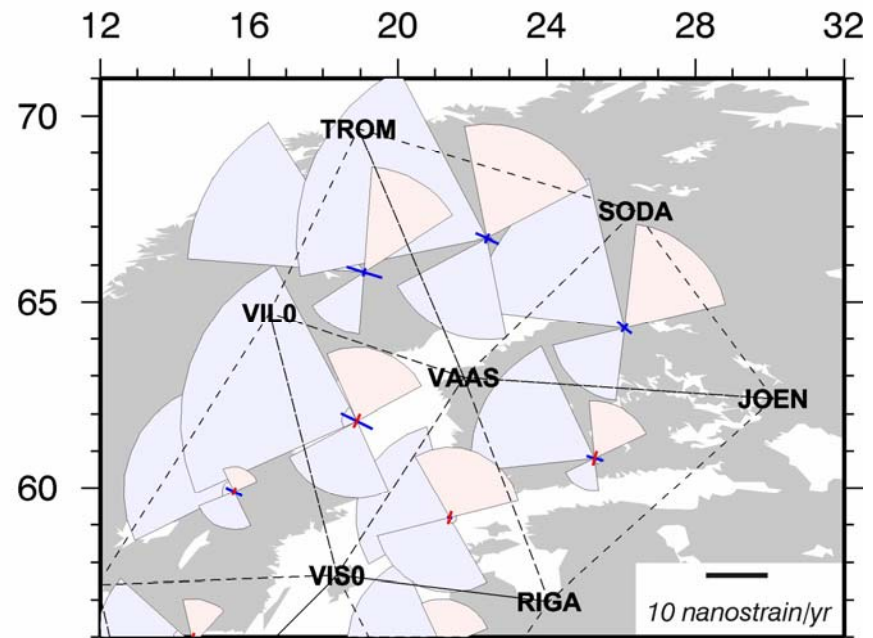 12 16 20 24 28 32
70
TROM
SODA
65
VIL0
VAAS
JOEN
60
VIS0
RIGA
10 nanostrain/yr